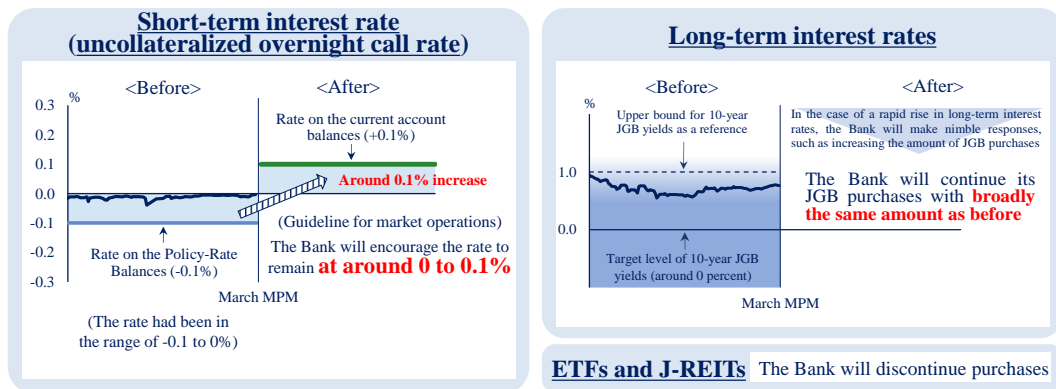 Short-term interest rate
(uncollateralized overnight call rate)
<Before>
<After>
%
0.3
0.2
0.1
0.0
-0.1
-0.2
-0.3
Rate on the current account
balances (+0.1%)
Around 0.1% increase
(Guideline for market operations)
The Bank will encourage the rate to
remain at around 0 to 0.1%
Rate on the Policy-Rate
Balances (-0.1%)
March MPM
(The rate had been in
the range of -0.1 to 0%)
Long-term interest rates
<Before>
<After>
%
1.0
0.0
Upper bound for 10-year
JGB yields as a reference
Target level of 10-year JGB
yields (around 0 percent)
March MPM
In the case of a rapid rise in long-term interest
rates, the Bank will make nimble responses,
such as increasing the amount of JGB purchases
The Bank will continue its
JGB purchases with broadly
the same amount as before
ETFs and J-REITs The Bank will discontinue purchases